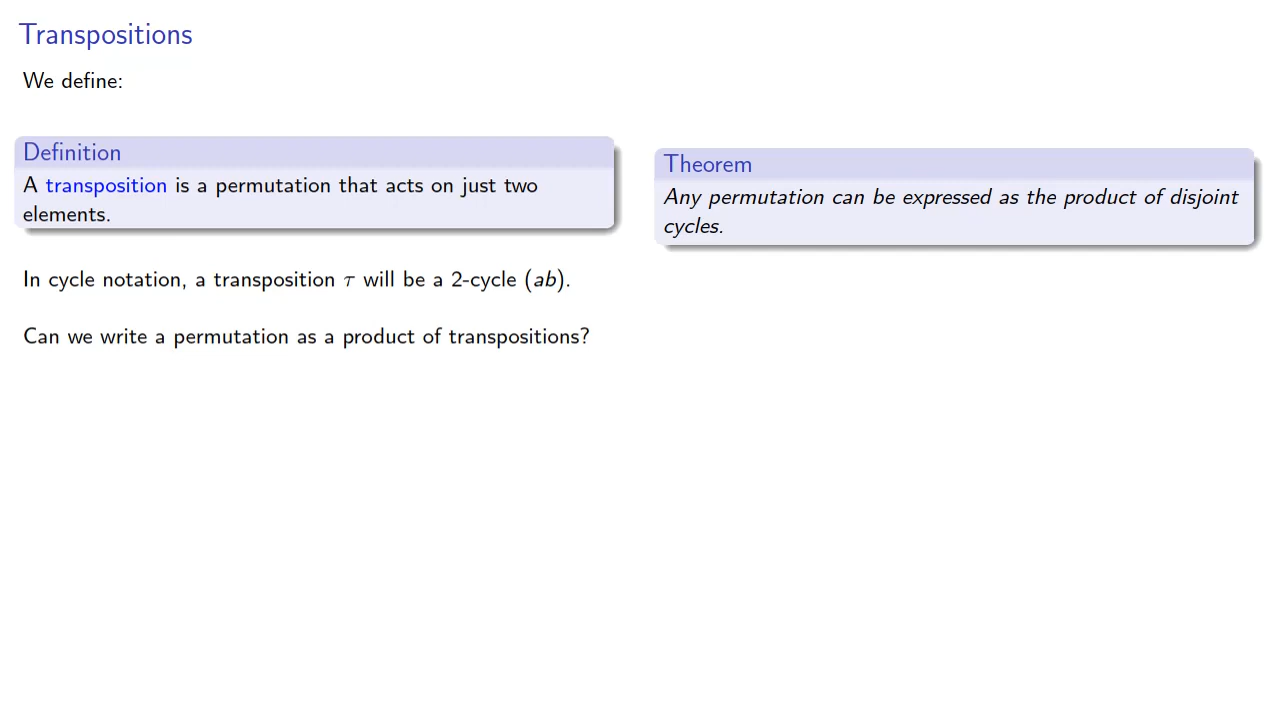 Transpositions
We define:
Definition
A transposition is a permutation that acts on just two
elements.
In cycle notation, a transposition τ will be a 2-cycle (ab).
Can we write a permutation as a product of transpositions?
Theorem
Any permutation can be expressed as the product of disjoint
cycles.